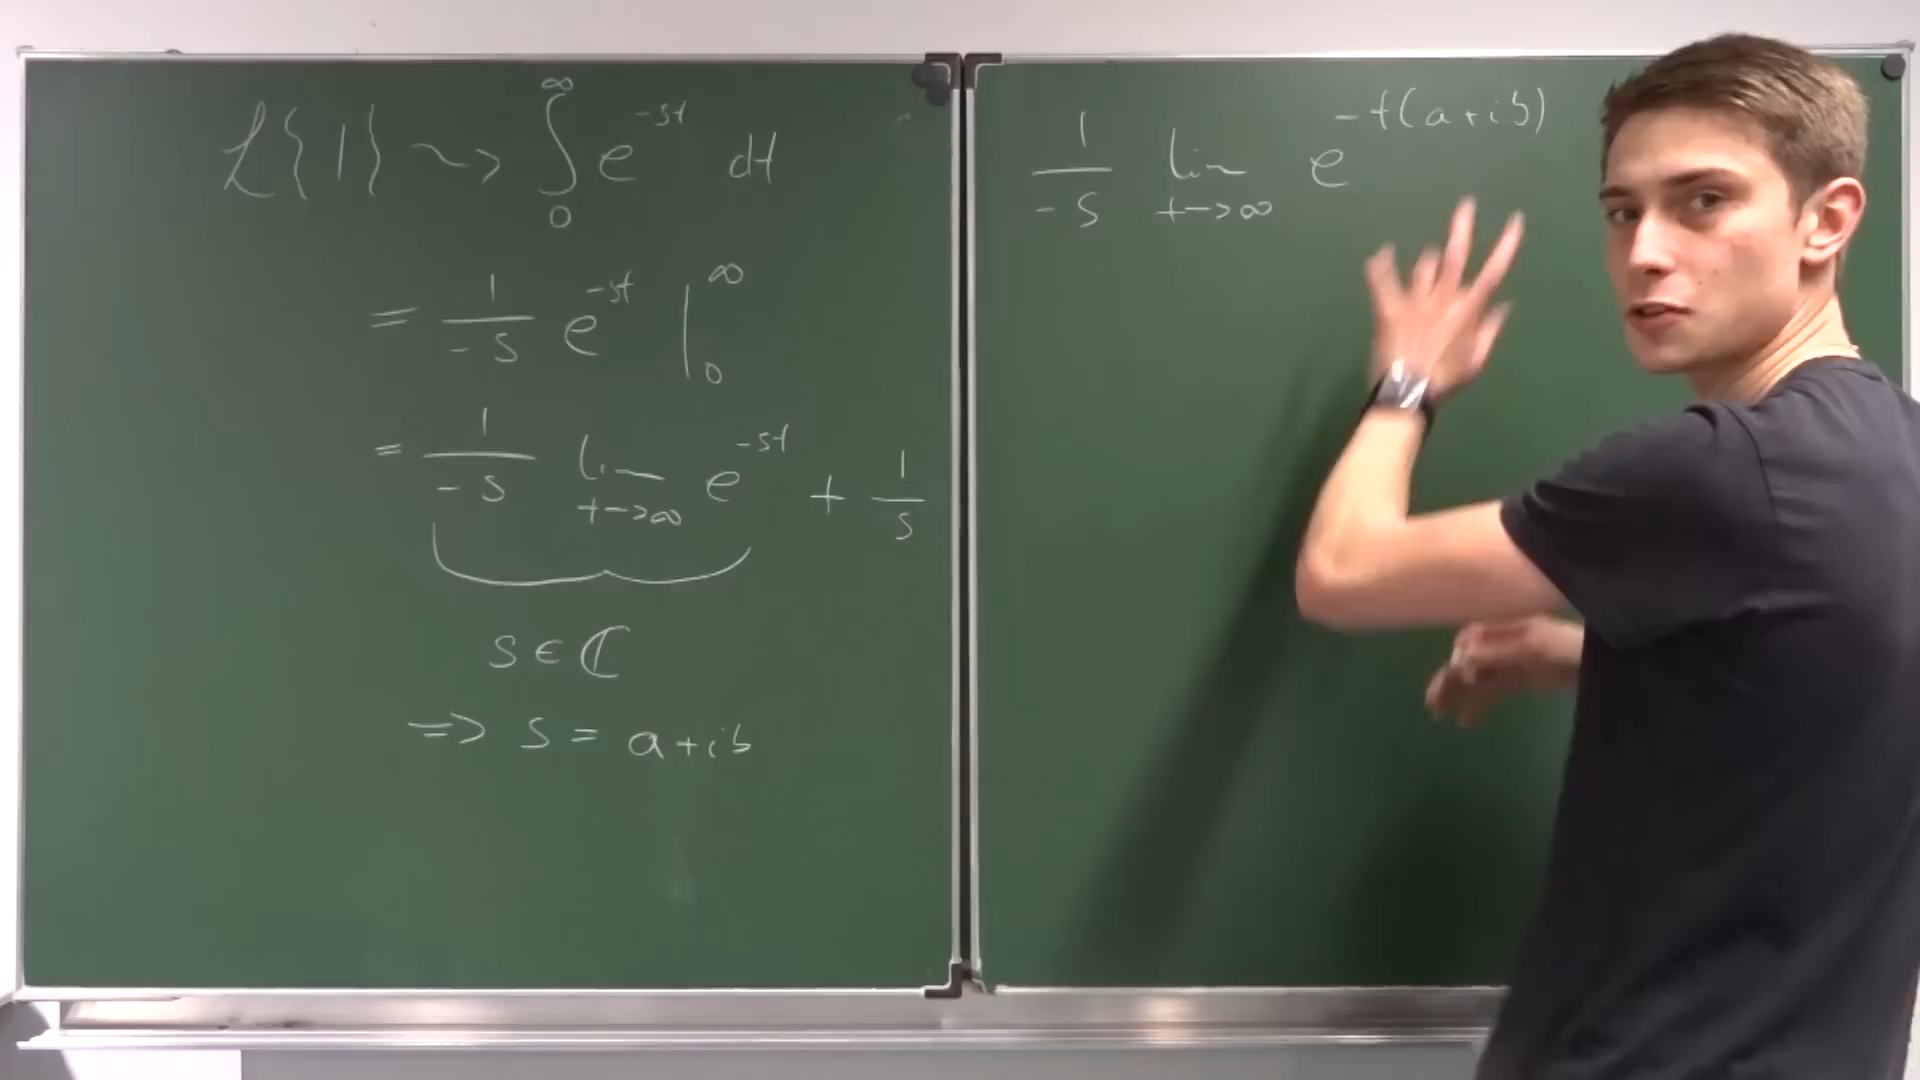 ℒ{1} ~> ∫₀^∞ e^{-st} dt
= 1/(-s) e^{-st} |₀^∞
= 1/(-s) lim_{t->∞} e^{-st} + 1/s
s ∈ ℂ
=> s = a+ib
1/(-s) lim_{t->∞} e^{-t(a+ib)}